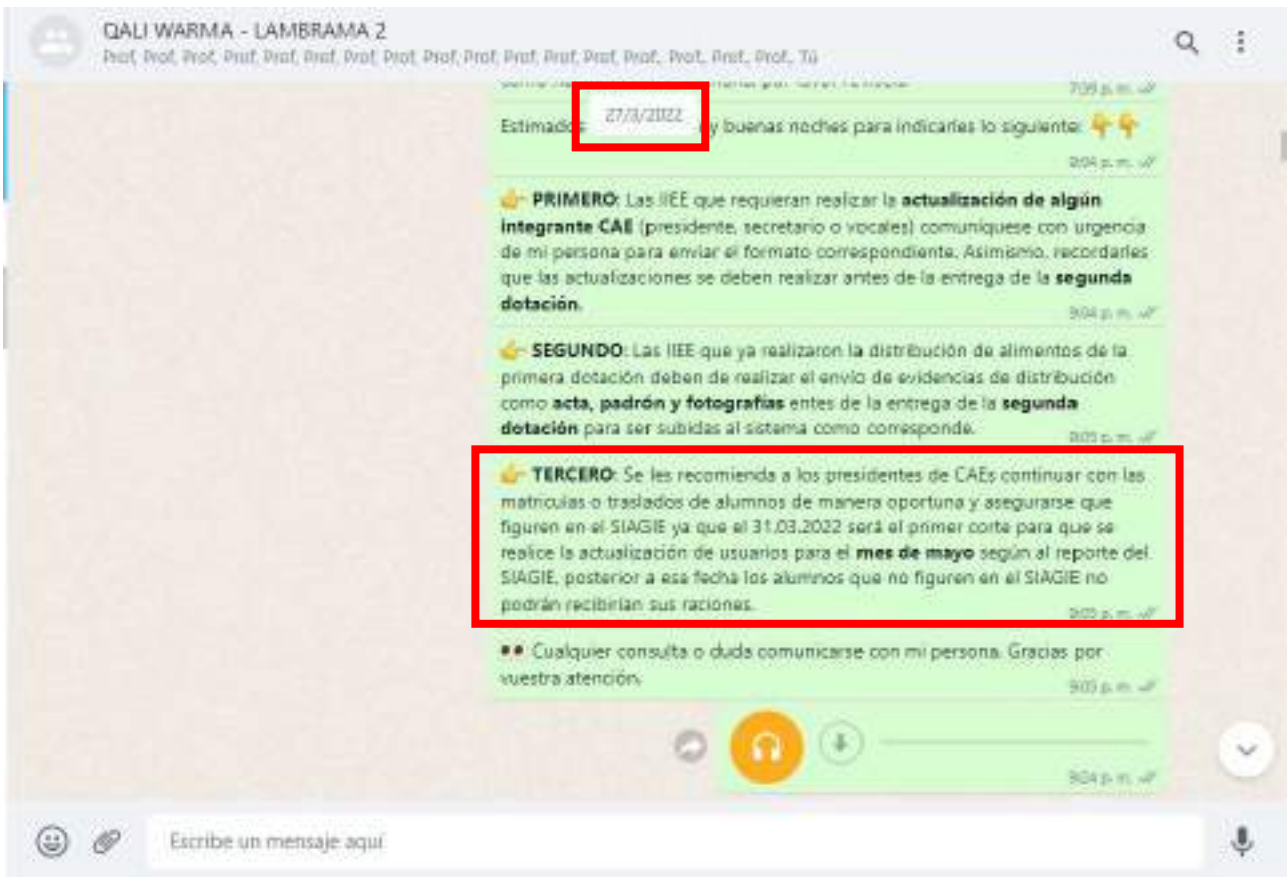 QALI WARMA - LAMBRAMA 2
Prof, Prof, Prof, Prof, Prof, Prof, Prof, Prof, Prof, Prof, Prof, Prof, Prof, Prof, Prof, Prof, Prof, Tú
7:59 p. m.
27/3/2022
Estimados y buenas noches para indicarles lo siguiente:
9:04 p. m.
PRIMERO: Las IIEE que requieran realizar la actualización de algún
integrante CAE (presidente, secretario o vocales) comuníquese con urgencia
de mi persona para enviar el formato correspondiente. Asimismo, recordarles
que las actualizaciones se deben realizar antes de la entrega de la segunda
dotación.
9:04 p. m.
SEGUNDO: Las IIEE que ya realizaron la distribución de alimentos de la
primera dotación deben de realizar el envío de evidencias de distribución
como acta, padrón y fotografías entes de la entrega de la segunda
dotación para ser subidas al sistema como corresponde.
9:05 p. m.
TERCERO: Se les recomienda a los presidentes de CAEs continuar con las
matriculas o traslados de alumnos de manera oportuna y asegurarse que
figuren en el SIAGIE ya que el 31.03.2022 será el primer corte para que se
realice la actualización de usuarios para el mes de mayo según al reporte del
SIAGIE, posterior a esa fecha los alumnos que no figuren en el SIAGIE no
podrán recibirían sus raciones.
9:05 p. m.
Cualquier consulta o duda comunicarse con mi persona. Gracias por
vuestra atención.
9:05 p. m.
9:24 p. m.
Escribe un mensaje aquí